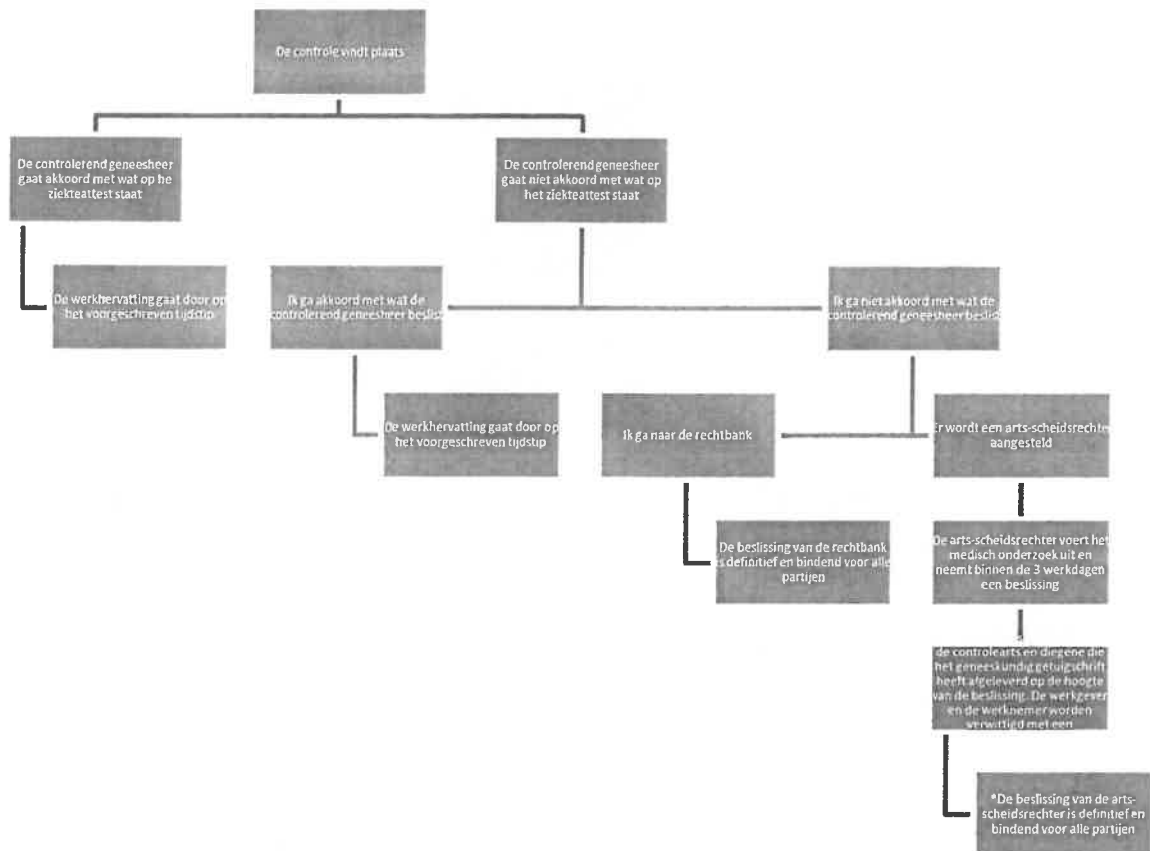 De controle vindt plaats
De controlerend geneesheer
gaat akkoord met wat op he
ziekteattest staat
De controlerend geneesheer
gaat niet akkoord met wat op
het ziekteattest staat
De werkhervatting gaat door op
het voorgeschreven tijdstip
Ik ga akkoord met wat de
controlerend geneesheer beslist
Ik ga niet akkoord met wat de
controlerend geneesheer beslist
De werkhervatting gaat door op
het voorgeschreven tijdstip
Ik ga naar de rechtbank
Er wordt een arts-scheidsrechter
aangesteld
De beslissing van de rechtbank
is definitief en bindend voor alle
partijen
De arts-scheidsrechter voert het
medisch onderzoek uit en
neemt binnen de 3 werkdagen
een beslissing
de controlearts en diegene die
het geneeskundig getuigschrift
heeft afgeleverd op de hoogte
van de beslissing. De werkgever
en de werknemer worden
verwittigd met een
*De beslissing van de arts-
scheidsrechter is definitief en
bindend voor alle partijen